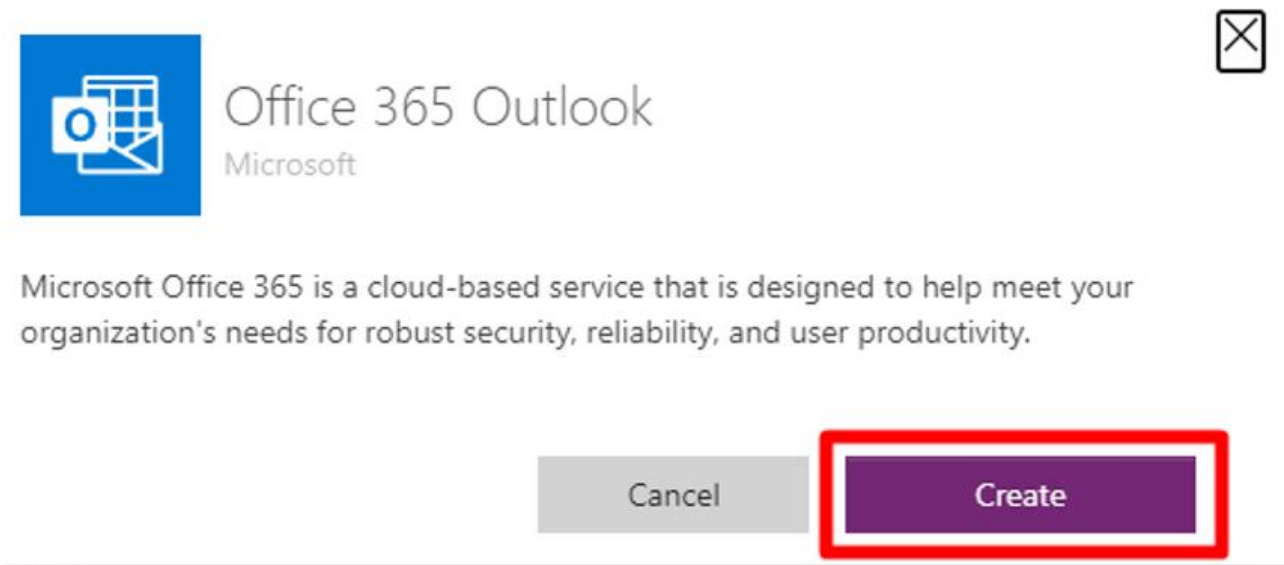 Office 365 Outlook
Microsoft
Microsoft Office 365 is a cloud-based service that is designed to help meet your
organization's needs for robust security, reliability, and user productivity.
Cancel
Create